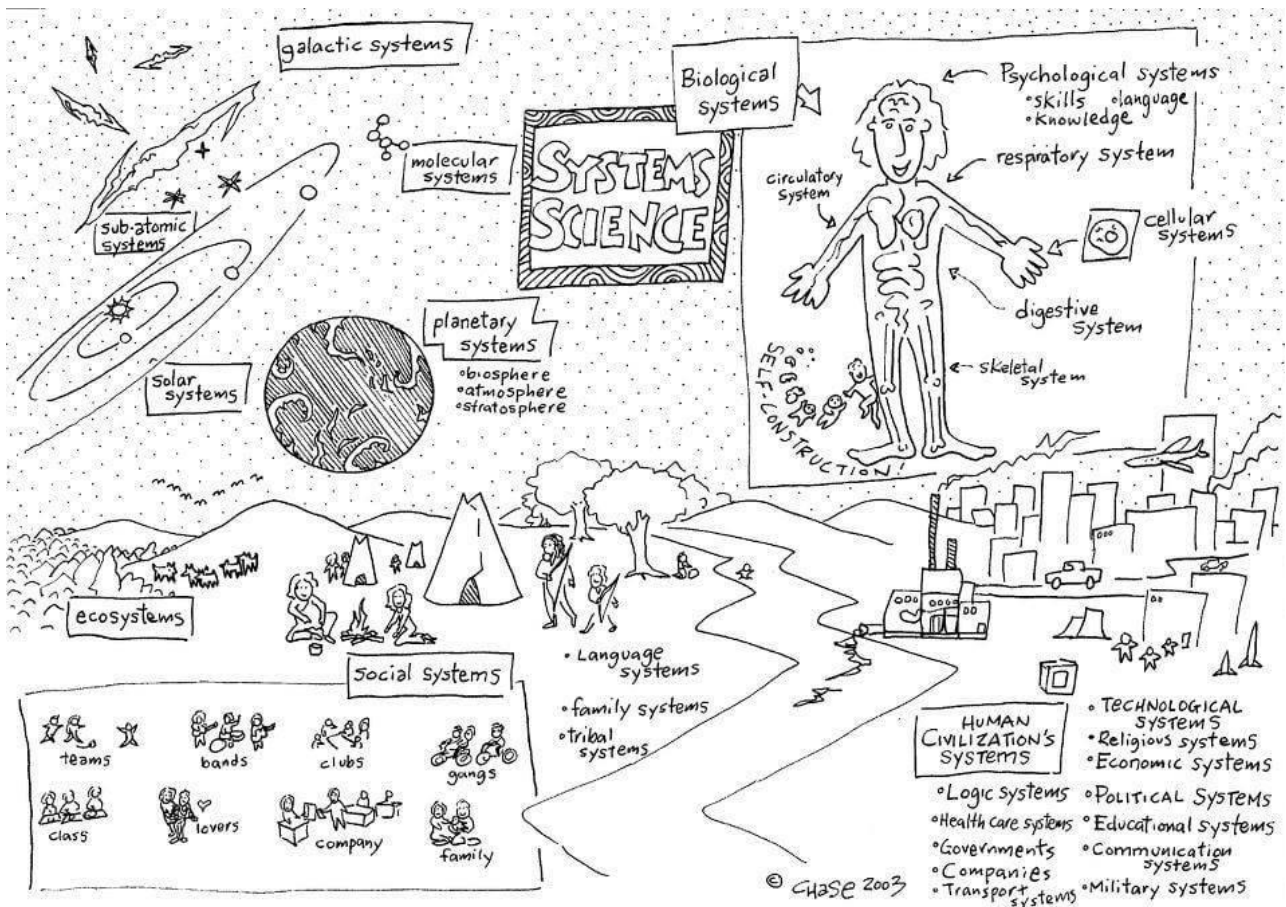 galactic systems
molecular
systems
SYSTEMS
SCIENCE
Biological
systems
Psychological systems
•skills •language
•knowledge
respiratory system
circulatory
system
cellular
systems
digestive
system
skeletal
system
SELF-CONSTRUCTION!
sub-atomic
systems
solar
systems
planetary
systems
•biosphere
•atmosphere
•stratosphere
ecosystems
social systems
teams
bands
clubs
gangs
class
lovers
company
family
•Language
systems
•family systems
•tribal
systems
HUMAN
CIVILIZATION'S
SYSTEMS
•Logic systems
•Health care systems
•Governments
•Companies
•Transport
systems
•TECHNOLOGICAL
SYSTEMS
•Religious systems
•Economic systems
•POLITICAL SYSTEMS
•Educational systems
•Communication
systems
•Military systems
© CHASE 2003